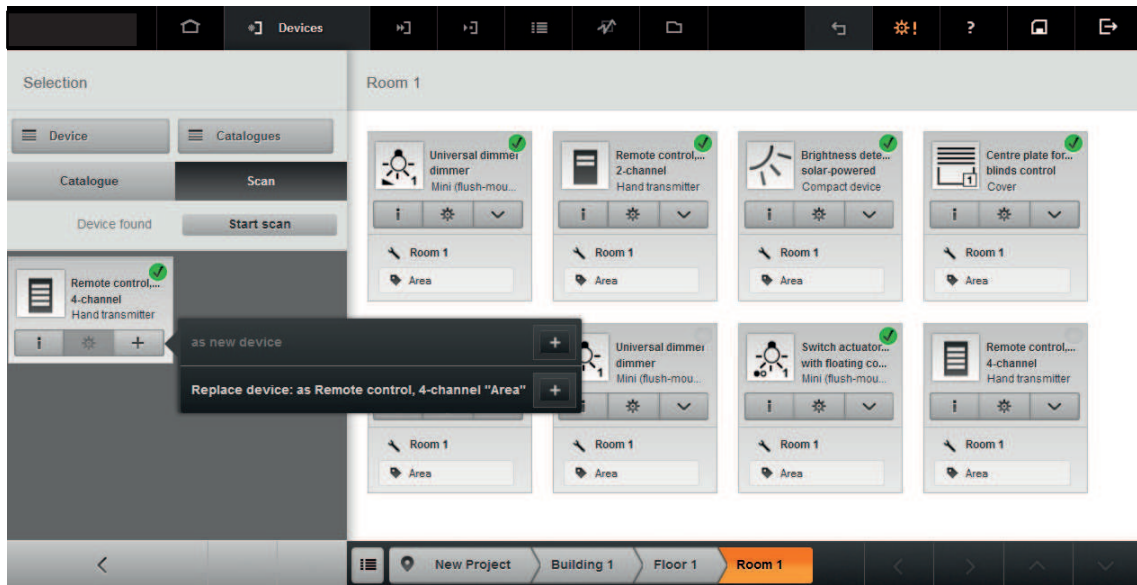 Devices
?
Selection
Room 1
Device
Catalogues
Catalogue
Scan
Device found
Start scan
Remote control,...
4-channel
Hand transmitter
i
as new device
Replace device: as Remote control, 4-channel "Area"
Universal dimmer
dimmer
Mini (flush-mou...
1
i
Room 1
Area
Remote control,...
2-channel
Hand transmitter
i
Room 1
Area
Brightness dete...
solar-powered
Compact device
i
Room 1
Area
Centre plate for...
blinds control
Cover
1
i
Room 1
Area
Room 1
Area
Universal dimmer
dimmer
Mini (flush-mou...
1
i
Room 1
Area
Switch actuator...
with floating co...
Mini (flush-mou...
1
i
Room 1
Area
Remote control,...
4-channel
Hand transmitter
i
Room 1
Area
New Project
Building 1
Floor 1
Room 1